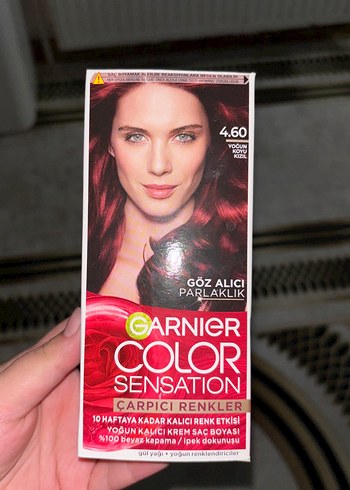 4.60
YOĞUN
KOYU
KIZIL
GÖZ ALICI
PARLAKLIK
GARNIER
COLOR
SENSATION
ÇARPICI RENKLER
10 HAFTAYA KADAR KALICI RENK ETKİSİ
YOĞUN KALICI KREM SAÇ BOYASI
%100 beyaz kapama / ipek dokunuşu
gül yağı + yoğun renklendiriciler